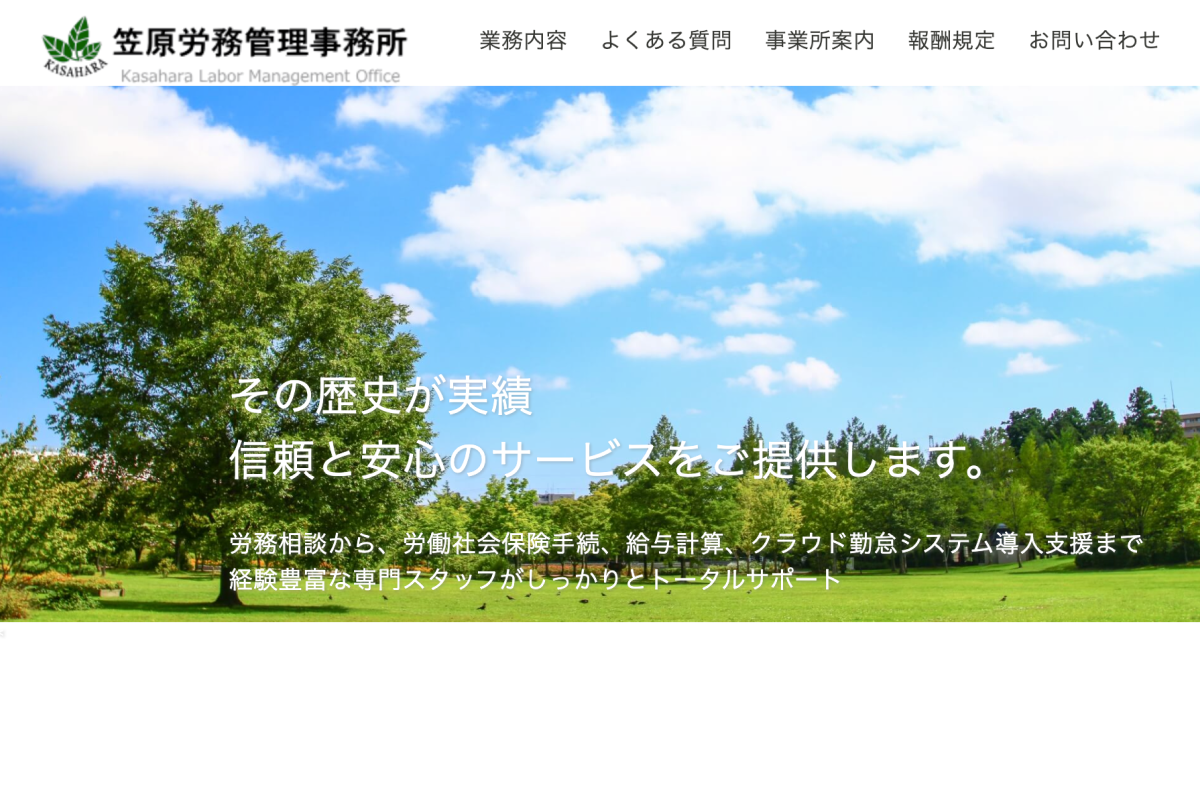 KASAHARA
笠原労務管理事務所
Kasahara Labor Management Office
業務内容
よくある質問
事業所案内
報酬規定
お問い合わせ
その歴史が実績
信頼と安心のサービスをご提供します。
労務相談から、労働社会保険手続、給与計算、クラウド勤怠システム導入支援まで
経験豊富な専門スタッフがしっかりとトータルサポート